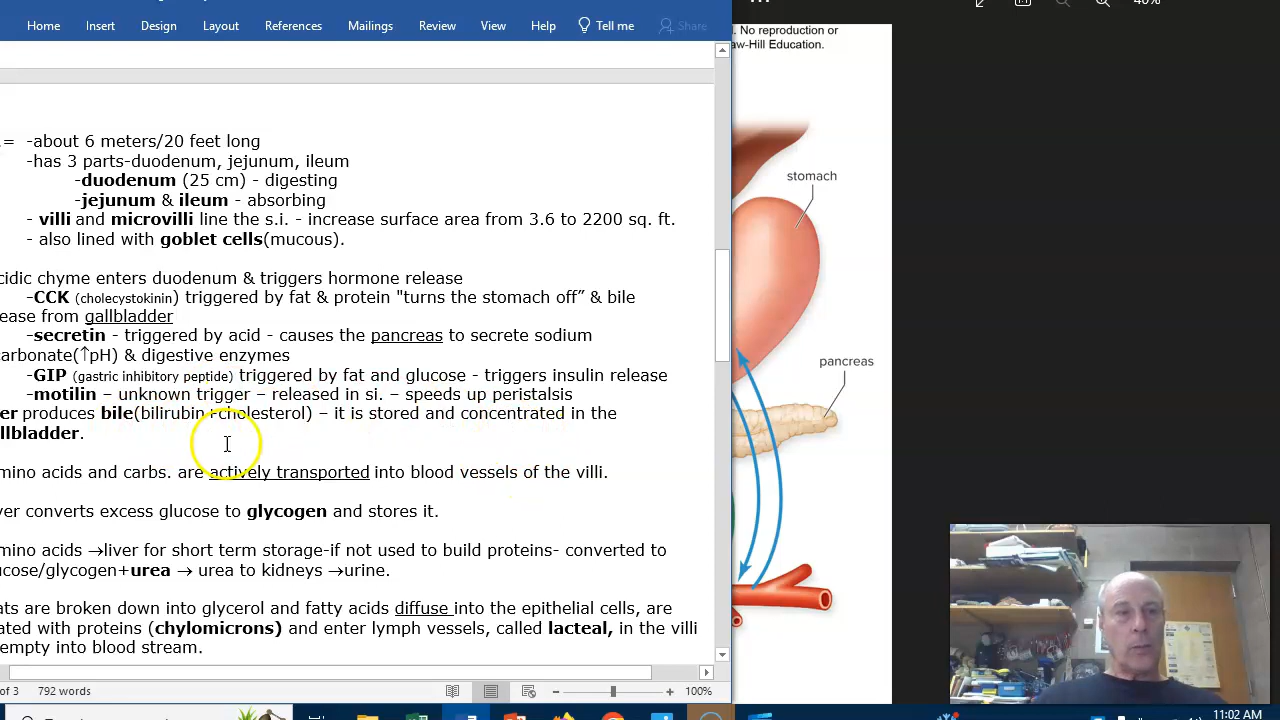 Home Insert Design Layout References Mailings Review View Help Tell me Share
= -about 6 meters/20 feet long
-has 3 parts-duodenum, jejunum, ileum
-duodenum (25 cm) - digesting
-jejunum & ileum - absorbing
- villi and microvilli line the s.i. - increase surface area from 3.6 to 2200 sq. ft.
- also lined with goblet cells(mucous).
cidic chyme enters duodenum & triggers hormone release
-CCK (cholecystokinin) triggered by fat & protein "turns the stomach off” & bile
ease from gallbladder
-secretin - triggered by acid - causes the pancreas to secrete sodium
carbonate(↑pH) & digestive enzymes
-GIP (gastric inhibitory peptide) triggered by fat and glucose - triggers insulin release
-motilin – unknown trigger – released in si. – speeds up peristalsis
er produces bile(bilirubin +cholesterol) – it is stored and concentrated in the
allbladder.
mino acids and carbs. are actively transported into blood vessels of the villi.
ver converts excess glucose to glycogen and stores it.
mino acids →liver for short term storage-if not used to build proteins- converted to
ucose/glycogen+urea → urea to kidneys →urine.
ats are broken down into glycerol and fatty acids diffuse into the epithelial cells, are
ated with proteins (chylomicrons) and enter lymph vessels, called lacteal, in the villi
empty into blood stream.
of 3 792 words 100%
46%
. No reproduction or
aw-Hill Education.
stomach
pancreas
11:02 AM